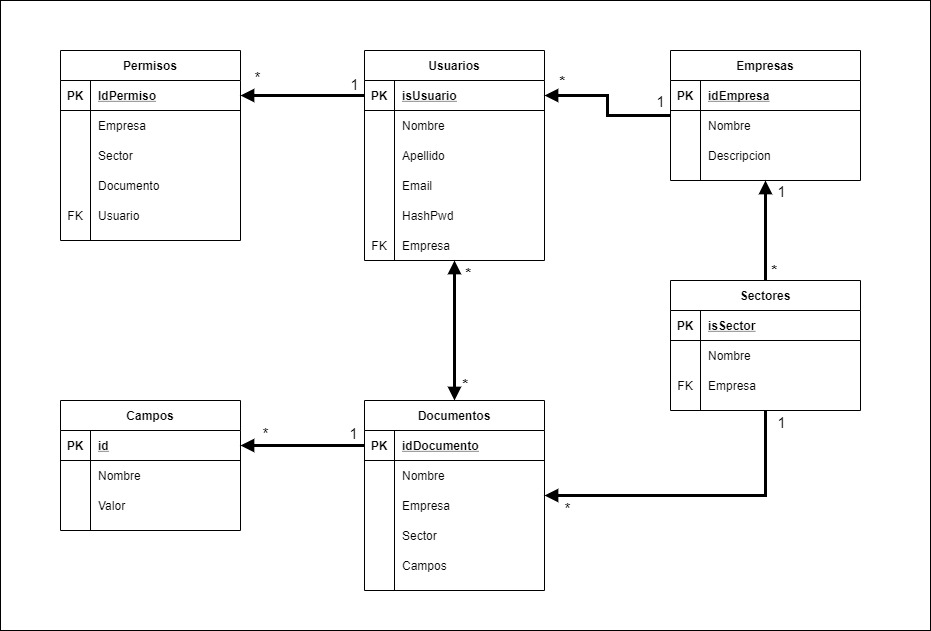 Permisos
PK IdPermiso
Empresa
Sector
Documento
FK Usuario
* 1
Usuarios
PK isUsuario
Nombre
Apellido
Email
HashPwd
FK Empresa
* 1
Empresas
PK idEmpresa
Nombre
Descripcion
1
*
Sectores
PK isSector
Nombre
FK Empresa
1
*
*
*
Campos
PK id
Nombre
Valor
* 1
Documentos
PK idDocumento
Nombre
Empresa
Sector
Campos